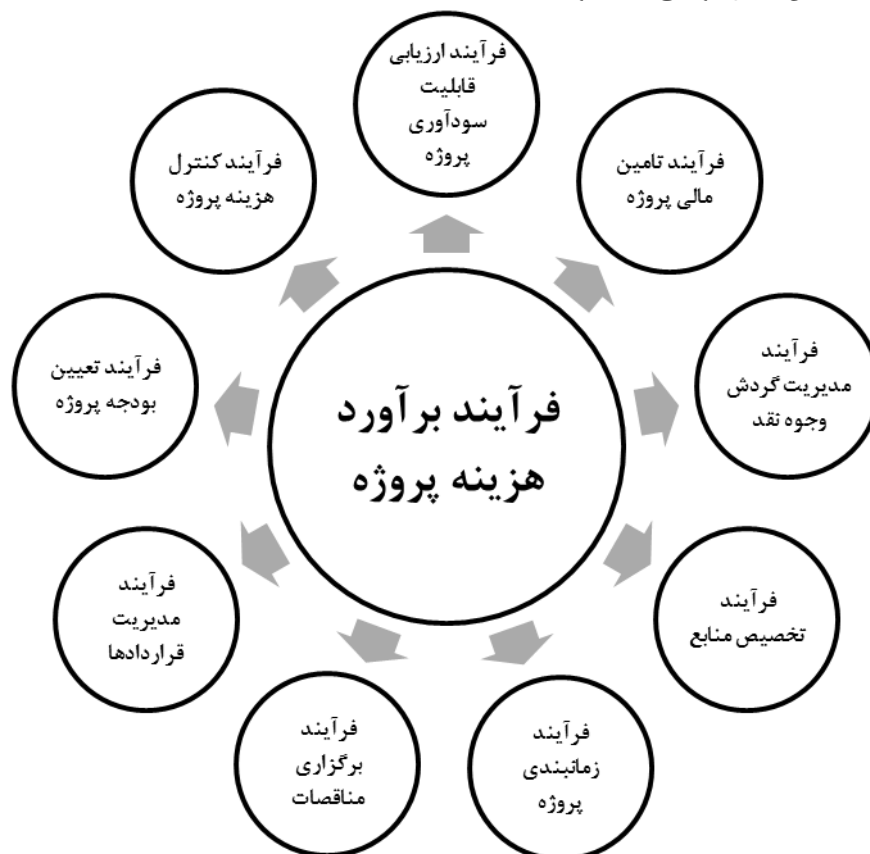 فرآیند ارزیابی
قابلیت
سودآوری
پروژه
فرآیند تامین
مالی پروژه
فرآیند
مدیریت گردش
وجوه نقد
فرآیند
تخصیص منابع
فرآیند
زمانبندی
پروژه
فرآیند
برگزاری
مناقصات
فرآیند
مدیریت
قراردادها
فرآیند تعیین
بودجه پروژه
فرآیند کنترل
هزینه پروژه
فرآیند برآورد
هزینه پروژه